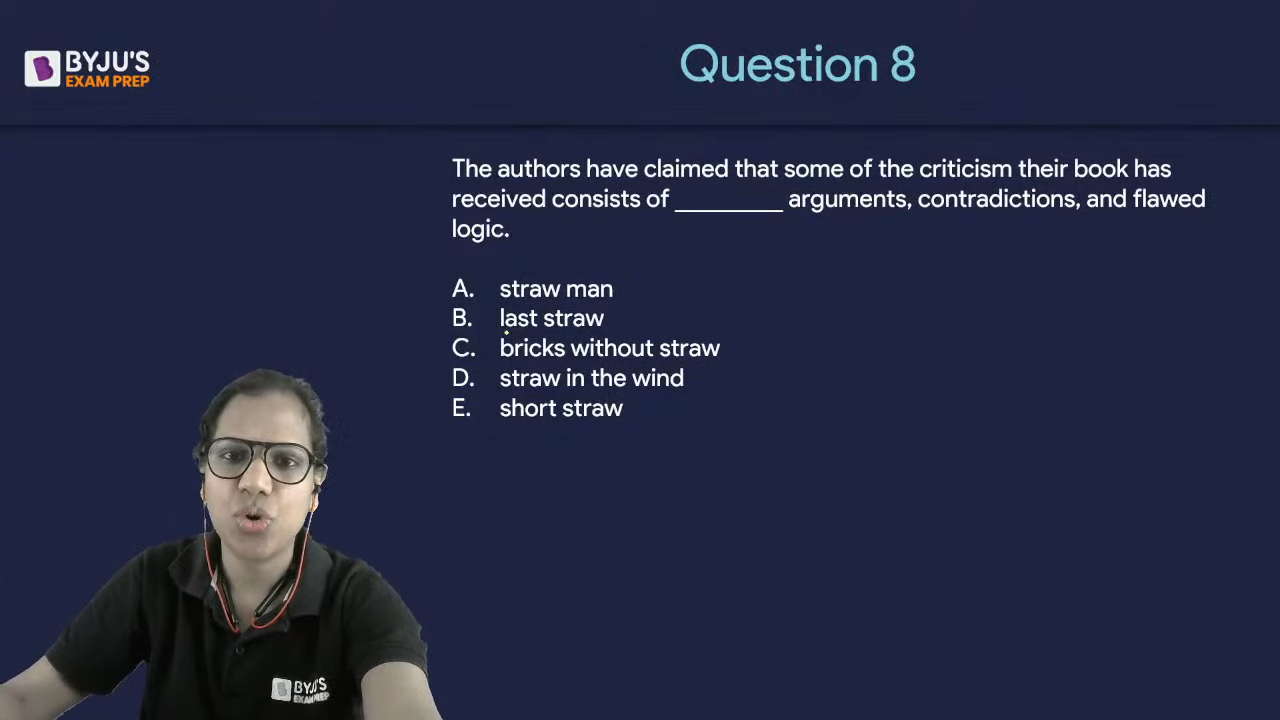 BYJU'S
EXAM PREP
Question 8
The authors have claimed that some of the criticism their book has
received consists of _________ arguments, contradictions, and flawed
logic.
A. straw man
B. last straw
C. bricks without straw
D. straw in the wind
E. short straw
BYJU'S
EXAM PREP